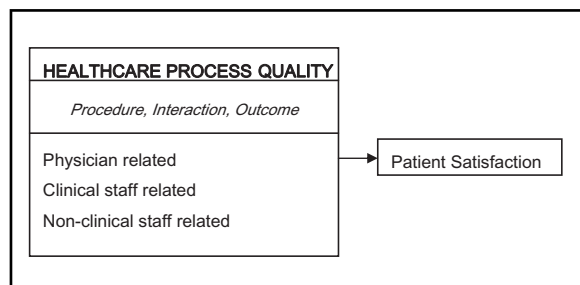 HEALTHCARE PROCESS QUALITY
Procedure, Interaction, Outcome
Physician related
Clinical staff related
Non-clinical staff related
Patient Satisfaction